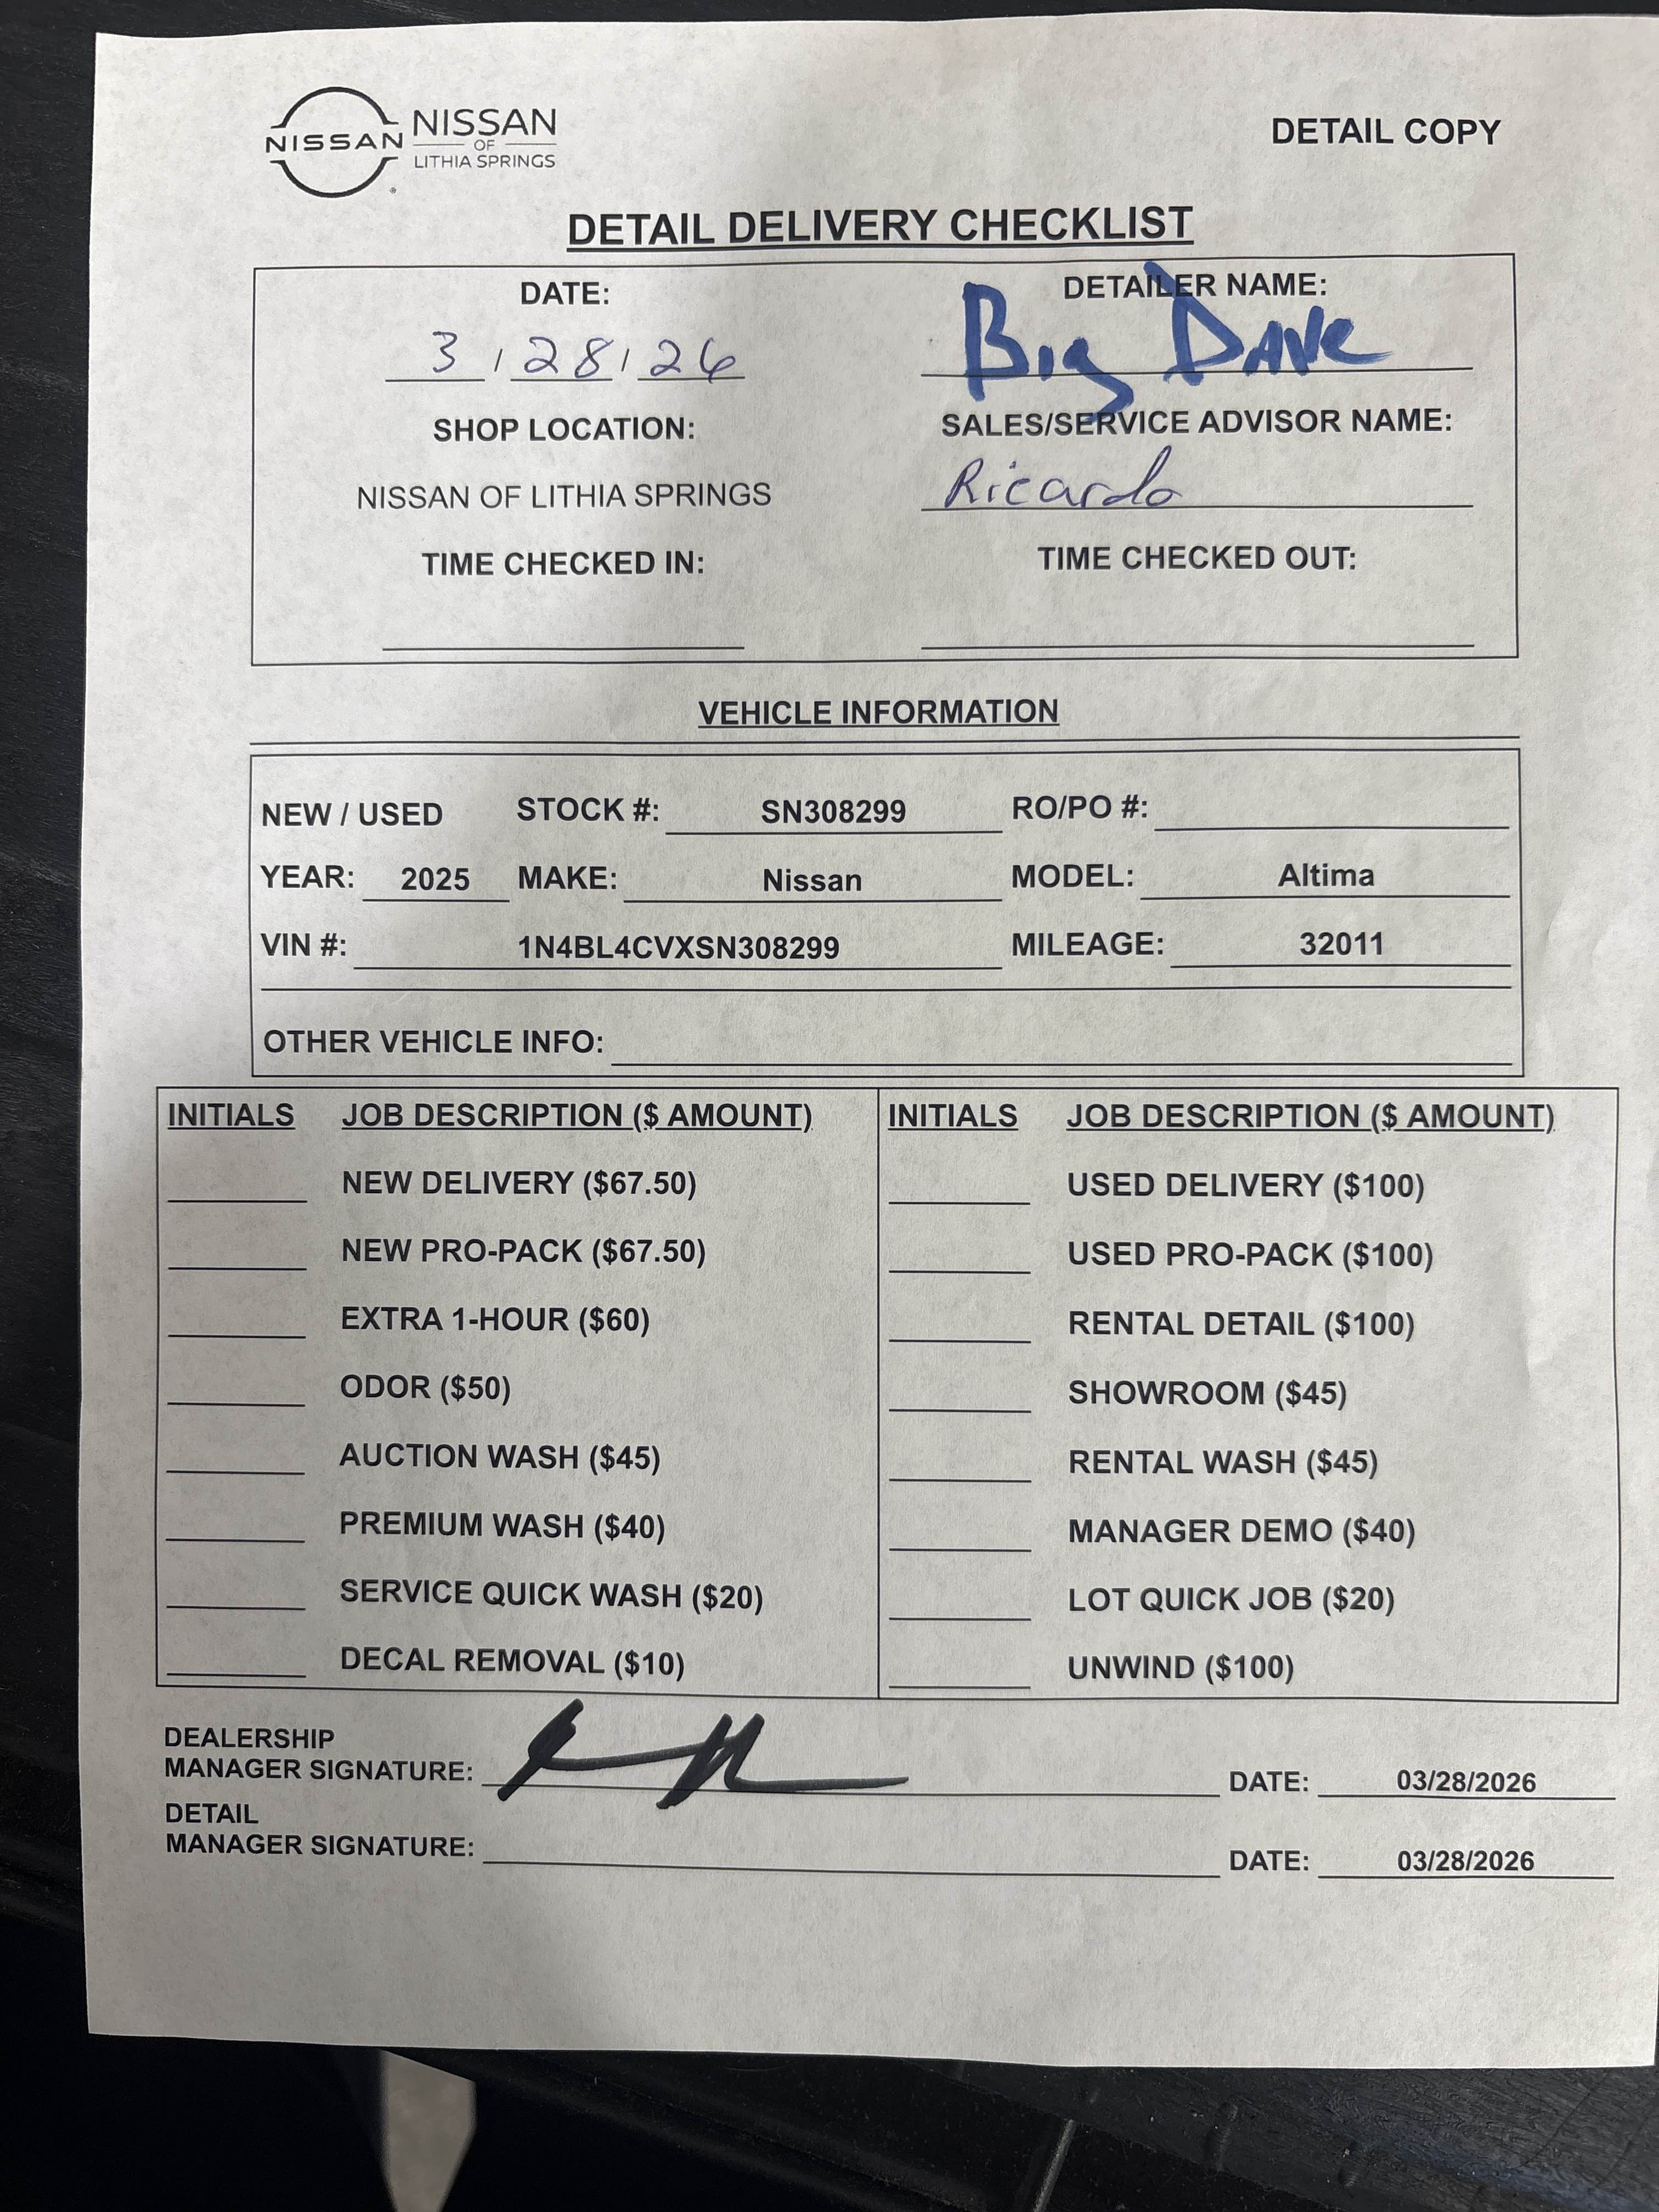 NISSAN NISSAN
OF
LITHIA SPRINGS
DETAIL COPY
DETAIL DELIVERY CHECKLIST
DATE: DETAILER NAME:
3 / 28 / 26 Big Dave
SHOP LOCATION: SALES/SERVICE ADVISOR NAME:
NISSAN OF LITHIA SPRINGS Ricardo
TIME CHECKED IN: TIME CHECKED OUT:
VEHICLE INFORMATION
NEW / USED STOCK #: SN308299 RO/PO #:
YEAR: 2025 MAKE: Nissan MODEL: Altima
VIN #: 1N4BL4CVXSN308299 MILEAGE: 32011
OTHER VEHICLE INFO:
INITIALS JOB DESCRIPTION ($ AMOUNT) INITIALS JOB DESCRIPTION ($ AMOUNT)
NEW DELIVERY ($67.50) USED DELIVERY ($100)
NEW PRO-PACK ($67.50) USED PRO-PACK ($100)
EXTRA 1-HOUR ($60) RENTAL DETAIL ($100)
ODOR ($50) SHOWROOM ($45)
AUCTION WASH ($45) RENTAL WASH ($45)
PREMIUM WASH ($40) MANAGER DEMO ($40)
SERVICE QUICK WASH ($20) LOT QUICK JOB ($20)
DECAL REMOVAL ($10) UNWIND ($100)
DEALERSHIP
MANAGER SIGNATURE: DATE: 03/28/2026
DETAIL
MANAGER SIGNATURE: DATE: 03/28/2026